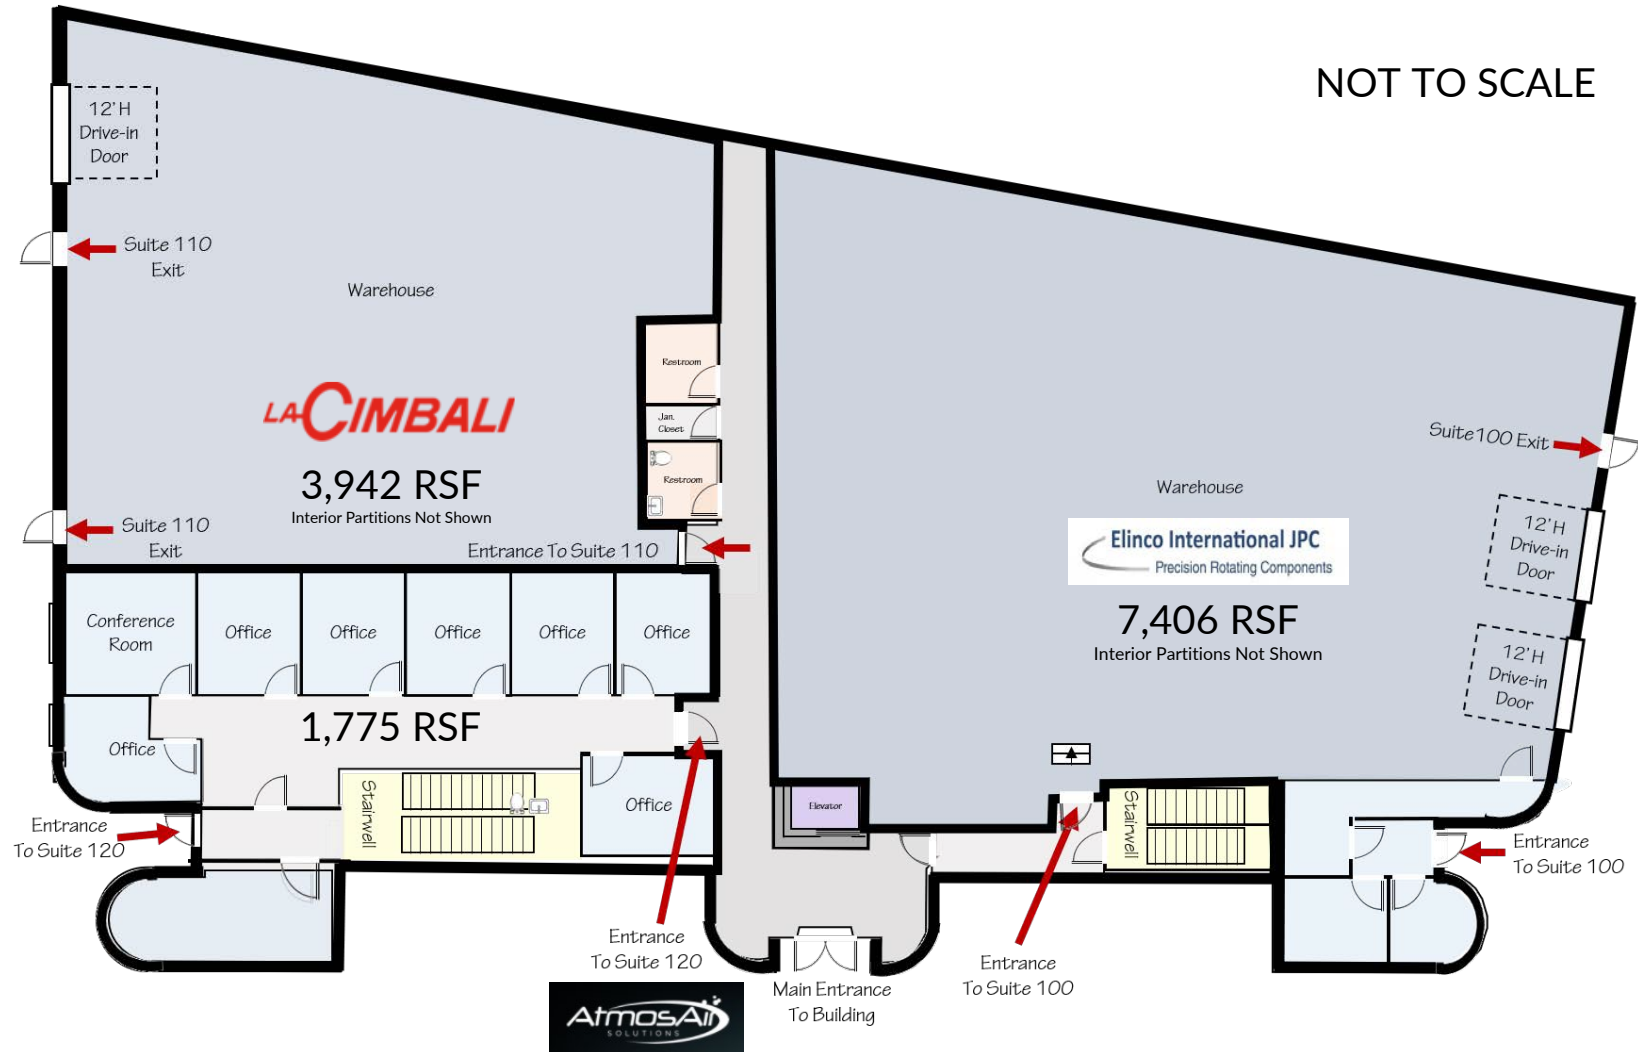 NOT TO SCALE
12'H
Drive-in
Door
Suite 110
Exit
Warehouse
Restroom
Jan.
Closet
Restroom
LA CIMBALI
3,942 RSF
Interior Partitions Not Shown
Suite 110
Exit
Entrance To Suite 110
Suite100 Exit
Warehouse
Elinco International JPC
Precision Rotating Components
7,406 RSF
Interior Partitions Not Shown
12'H
Drive-in
Door
12'H
Drive-in
Door
Conference
Room
Office
Office
Office
Office
Office
1,775 RSF
Office
Stairwell
Office
Elevator
Stairwell
Entrance
To Suite 120
Entrance
To Suite 100
Entrance
To Suite 120
Entrance
To Suite 100
Main Entrance
To Building
AtmosAir
SOLUTIONS